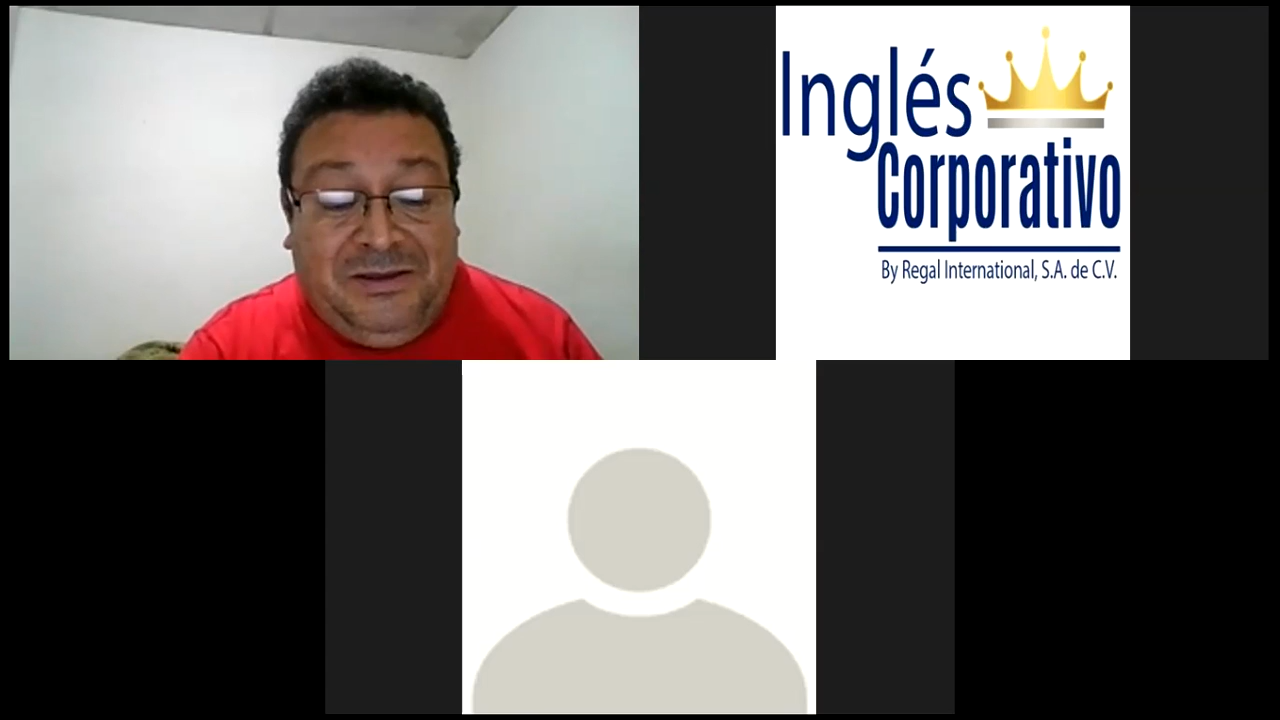 Inglés
Corporativo
By Regal International, S.A. de C.V.